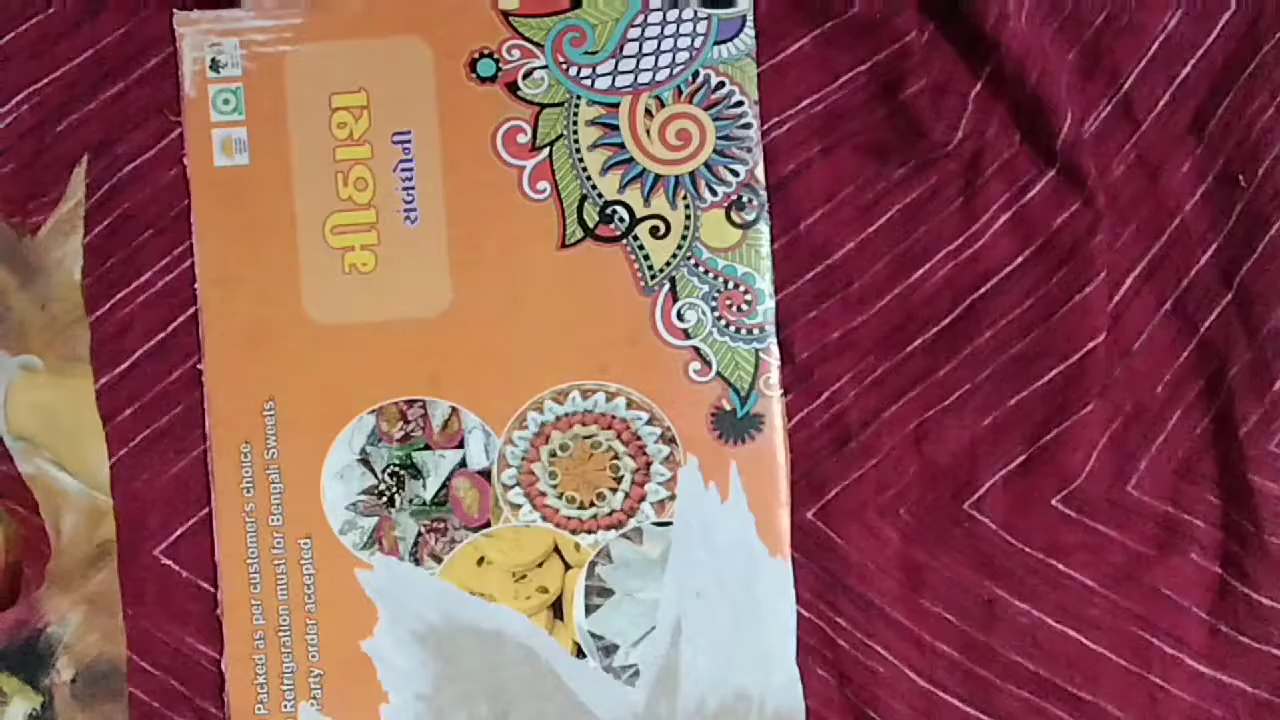 મીઠાશ
સંબંધોની
Packed as per customer's choice.
Refrigeration must for Bengali Sweets.
Party order accepted.